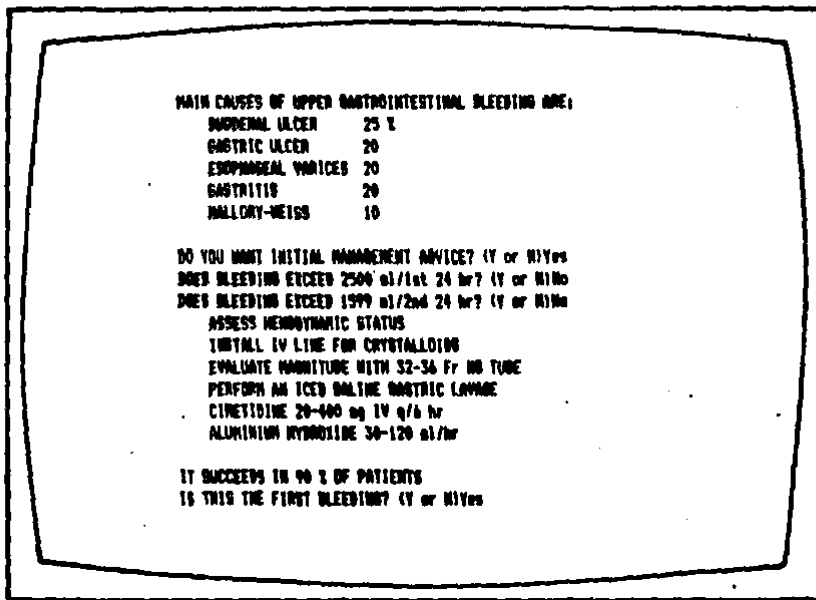 MAIN CAUSES OF UPPER GASTROINTESTINAL BLEEDING ARE:
DUODENAL ULCER 25 %
GASTRIC ULCER 20
ESOPHAGEAL VARICES 20
GASTRITIS 20
MALLORY-WEISS 10
DO YOU WANT INITIAL MANAGEMENT ADVICE? (Y or N)Yes
DOES BLEEDING EXCEED 2500 ml/1st 24 hr? (Y or N)No
DOES BLEEDING EXCEED 1999 ml/2nd 24 hr? (Y or N)No
ASSESS HEMODYNAMIC STATUS
INSTALL IV LINE FOR CRYSTALLOIDS
EVALUATE MAGNITUDE WITH 32-36 Fr NG TUBE
PERFORM AN ICED SALINE GASTRIC LAVAGE
CIMETIDINE 20-400 mg IV q/6 hr
ALUMINIUM HYDROXIDE 30-120 ml/hr
IT SUCCEEDS IN 90 % OF PATIENTS
IS THIS THE FIRST BLEEDING? (Y or N)Yes